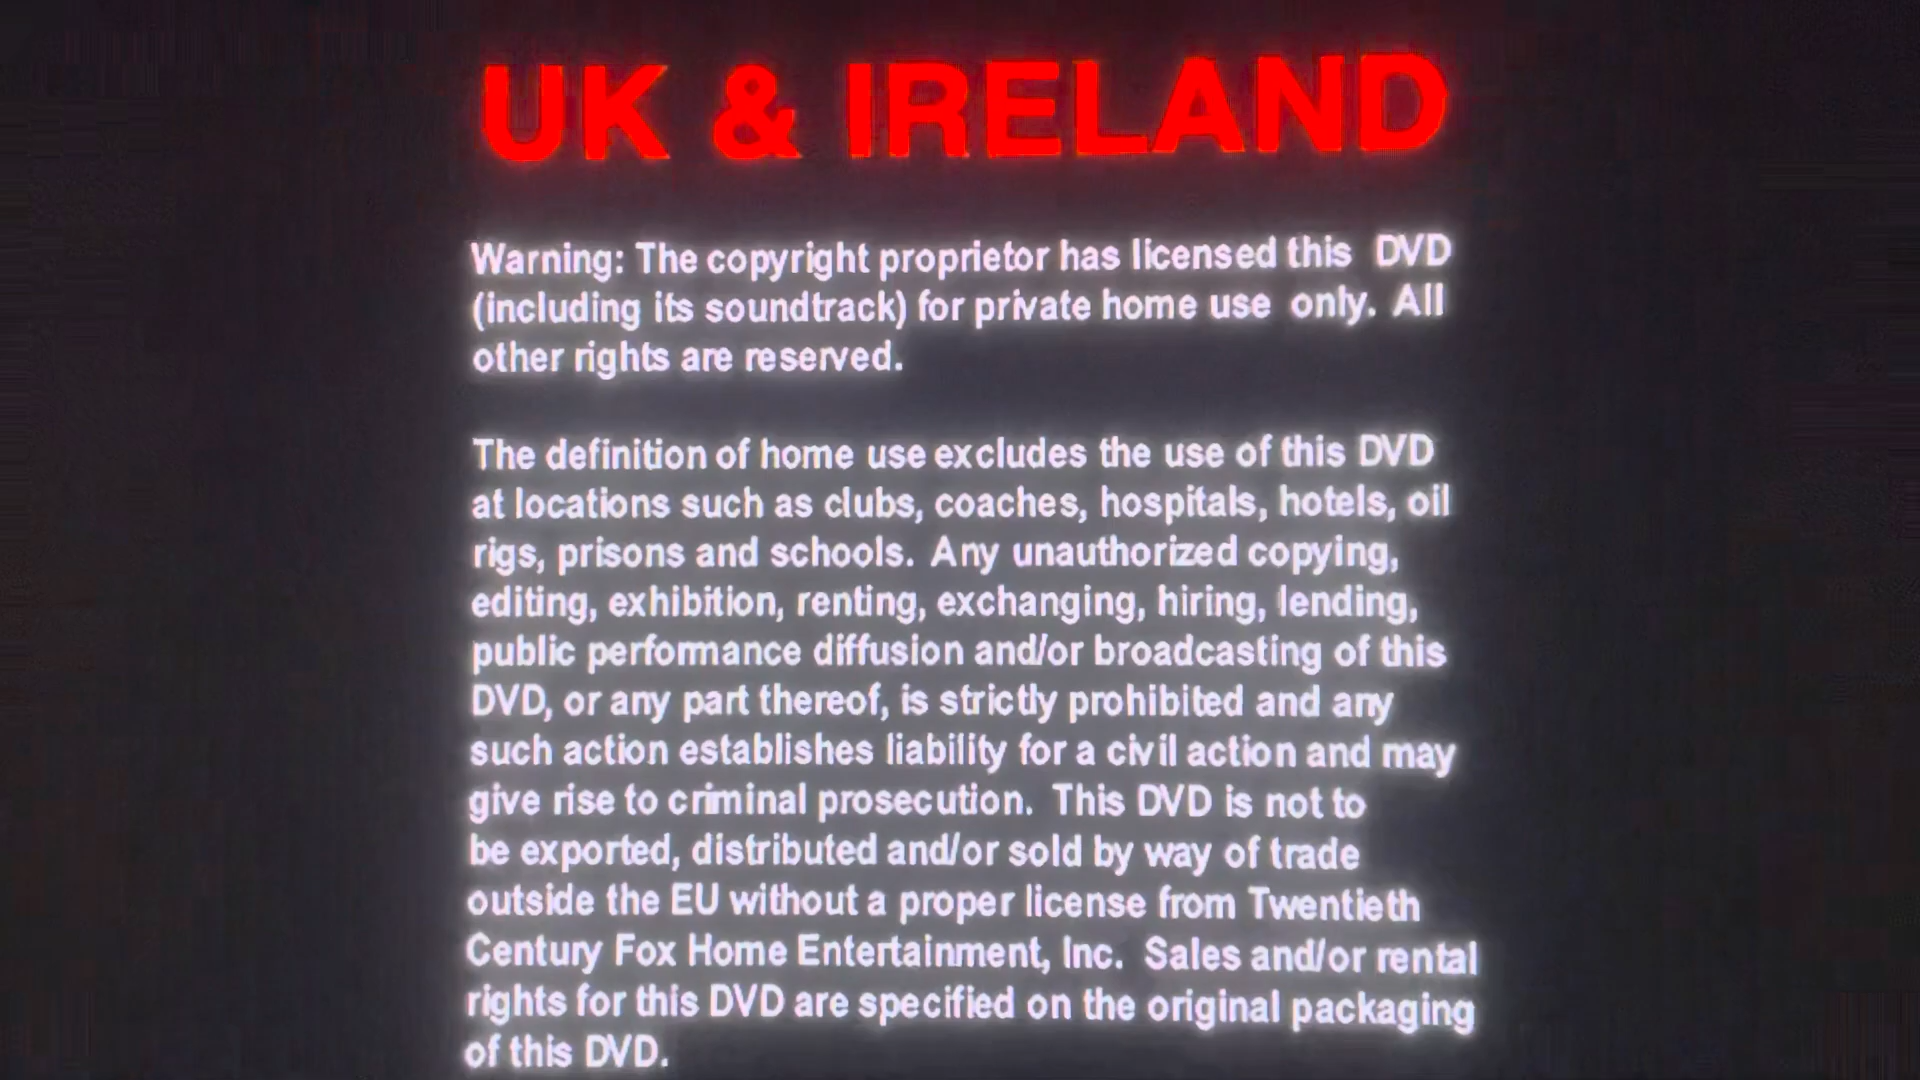 UK & IRELAND
Warning: The copyright proprietor has licensed this DVD
(including its soundtrack) for private home use only. All
other rights are reserved.
The definition of home use excludes the use of this DVD
at locations such as clubs, coaches, hospitals, hotels, oil
rigs, prisons and schools. Any unauthorized copying,
editing, exhibition, renting, exchanging, hiring, lending,
public performance diffusion and/or broadcasting of this
DVD, or any part thereof, is strictly prohibited and any
such action establishes liability for a civil action and may
give rise to criminal prosecution. This DVD is not to
be exported, distributed and/or sold by way of trade
outside the EU without a proper license from Twentieth
Century Fox Home Entertainment, Inc. Sales and/or rental
rights for this DVD are specified on the original packaging
of this DVD.